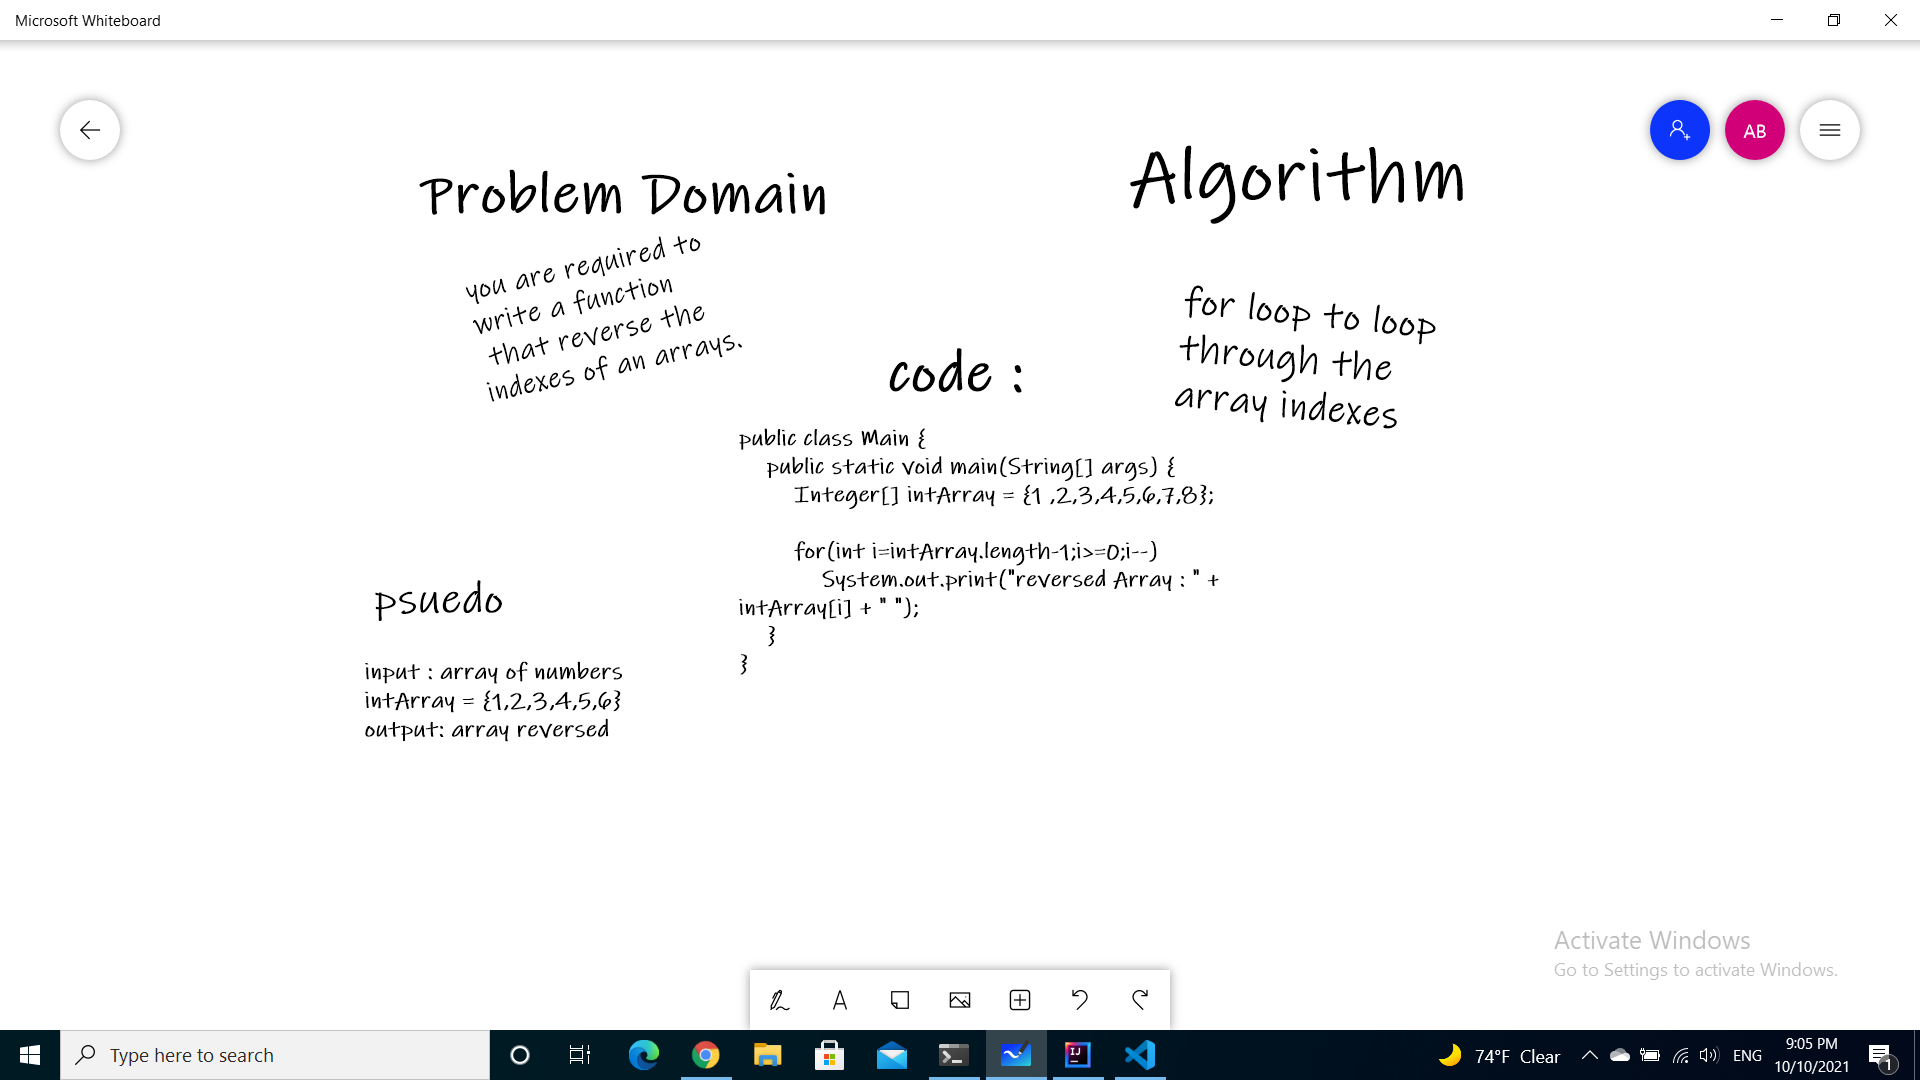 Microsoft Whiteboard
AB
Problem Domain
you are required to
write a function
that reverse the
indexes of an arrays.
Algorithm
for loop to loop
through the
array indexes
code :
public class Main {
public static void main(String[] args) {
Integer[] intArray = {1 ,2,3,4,5,6,7,8};
for(int i=intArray.length-1;i>=0;i--)
System.out.print("reversed Array : " +
intArray[i] + " ");
}
}
psuedo
input : array of numbers
intArray = {1,2,3,4,5,6}
output: array reversed
Activate Windows
Go to Settings to activate Windows.
Type here to search
IJ
74°F Clear
ENG
9:05 PM
10/10/2021
1